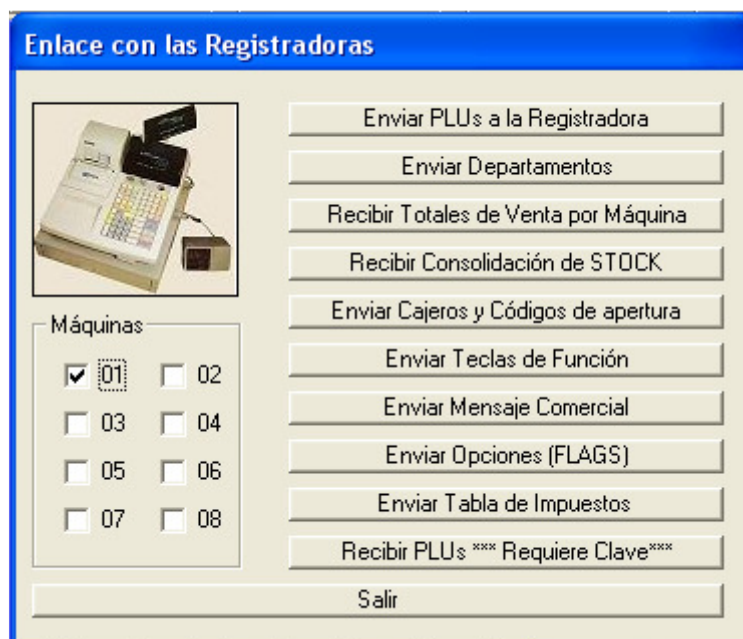 Enlace con las Registradoras
Enviar PLUs a la Registradora
Enviar Departamentos
Recibir Totales de Venta por Máquina
Recibir Consolidación de STOCK
Enviar Cajeros y Códigos de apertura
Enviar Teclas de Función
Enviar Mensaje Comercial
Enviar Opciones (FLAGS)
Enviar Tabla de Impuestos
Recibir PLUs *** Requiere Clave***
Máquinas
01 02
03 04
05 06
07 08
Salir